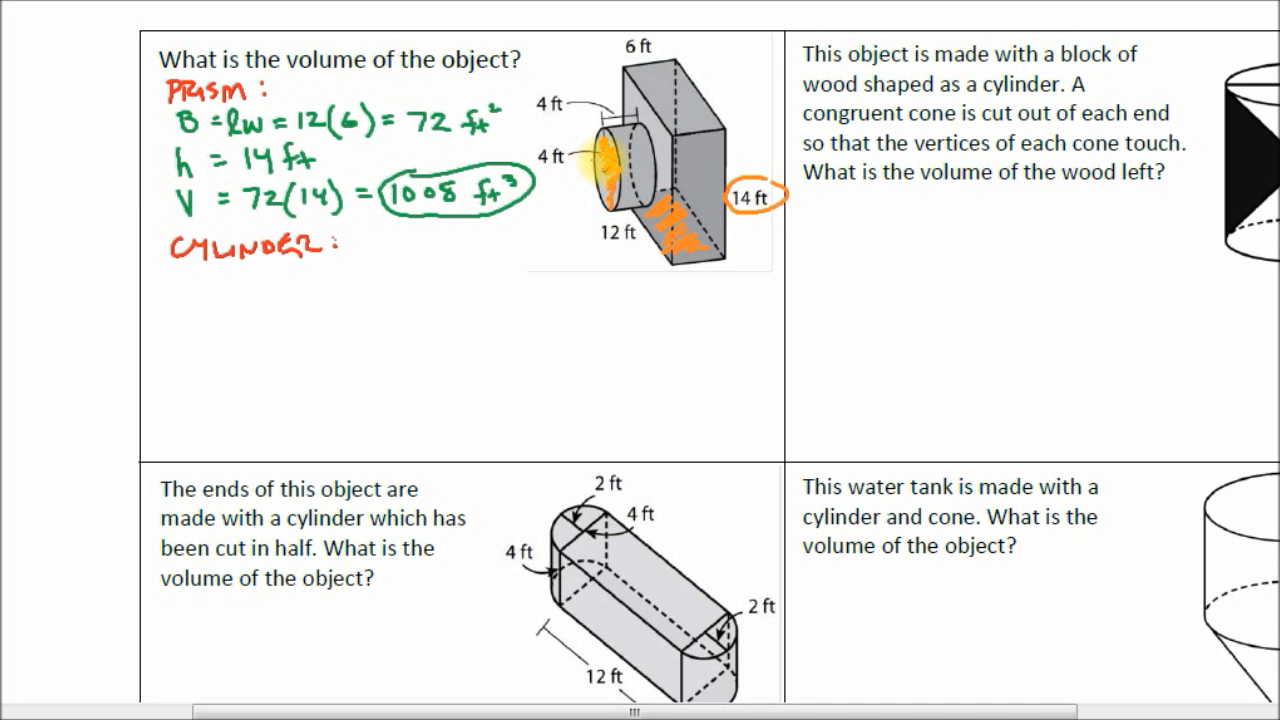 What is the volume of the object?
PRISM :
B = lw = 12(6) = 72 ft²
h = 14 ft
V = 72(14) = 1008 ft³
CYLINDER :
6 ft
4 ft
4 ft
14 ft
12 ft
This object is made with a block of
wood shaped as a cylinder. A
congruent cone is cut out of each end
so that the vertices of each cone touch.
What is the volume of the wood left?
The ends of this object are
made with a cylinder which has
been cut in half. What is the
volume of the object?
2 ft
4 ft
4 ft
2 ft
12 ft
This water tank is made with a
cylinder and cone. What is the
volume of the object?